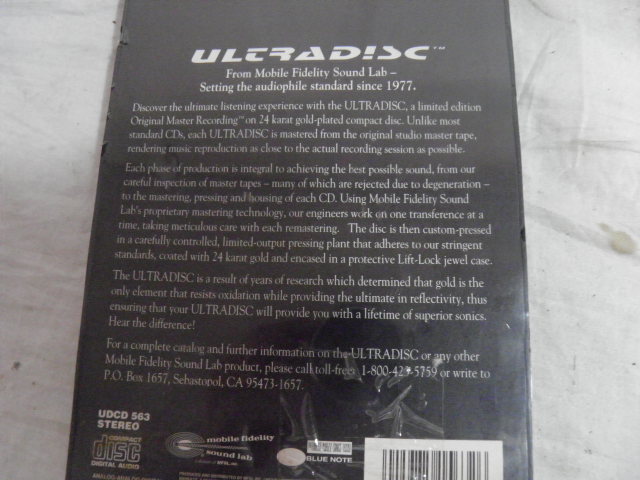 ULTRADISC™
From Mobile Fidelity Sound Lab –
Setting the audiophile standard since 1977.
Discover the ultimate listening experience with the ULTRADISC, a limited edition
Original Master Recording™ on 24 karat gold-plated compact disc. Unlike most
standard CDs, each ULTRADISC is mastered from the original studio master tape,
rendering music reproduction as close to the actual recording session as possible.
Each phase of production is integral to achieving the best possible sound, from our
careful inspection of master tapes – many of which are rejected due to degeneration –
to the mastering, pressing and housing of each CD. Using Mobile Fidelity Sound
Lab's proprietary mastering technology, our engineers work on one transference at a
time, taking meticulous care with each remastering. The disc is then custom-pressed
in a carefully controlled, limited-output pressing plant that adheres to our stringent
standards, coated with 24 karat gold and encased in a protective Lift-Lock jewel case.
The ULTRADISC is a result of years of research which determined that gold is the
only element that resists oxidation while providing the ultimate in reflectivity, thus
ensuring that your ULTRADISC will provide you with a lifetime of superior sonics.
Hear the difference!
For a complete catalog and further information on the ULTRADISC or any other
Mobile Fidelity Sound Lab product, please call toll-free: 1-800-423-5759 or write to
P.O. Box 1657, Sebastopol, CA 95473-1657.
UDCD 563
STEREO
COMPACT
disc
DIGITAL AUDIO
mobile fidelity
sound lab
BLUE NOTE